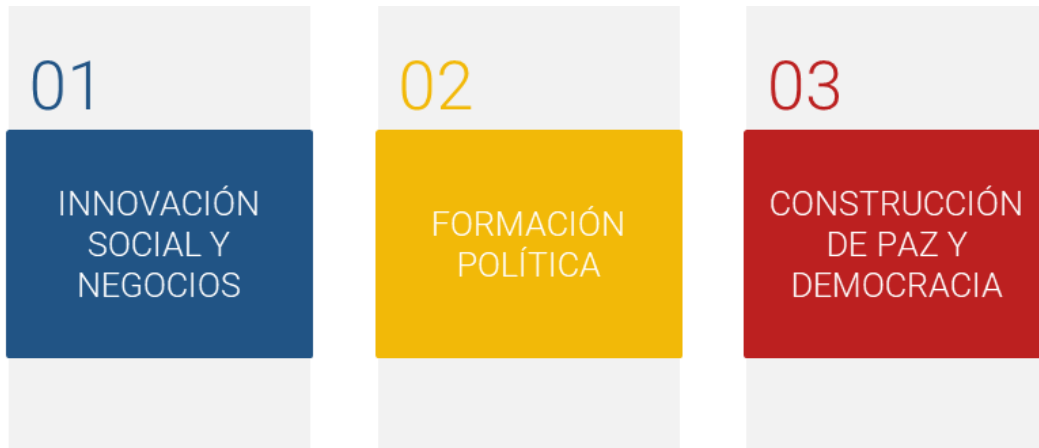 01
INNOVACIÓN
SOCIAL Y
NEGOCIOS
02
FORMACIÓN
POLÍTICA
03
CONSTRUCCIÓN
DE PAZ Y
DEMOCRACIA